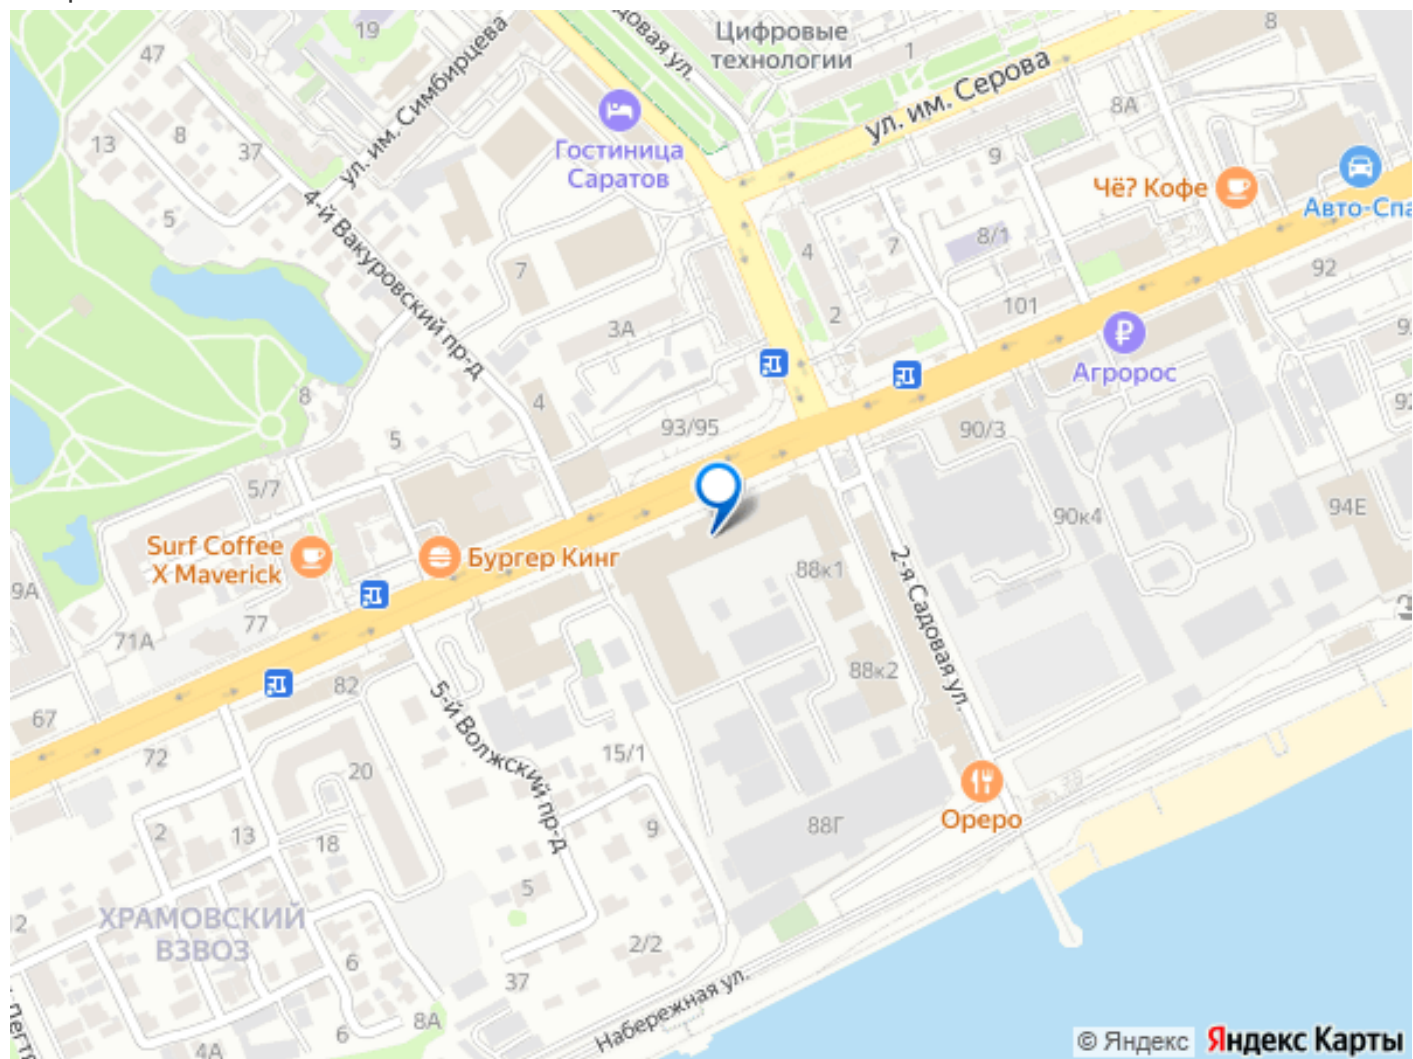 47
19
ул. им. Симбирцева
довая ул.
Цифровые
технологии
1
8
ул. им. Серова
8А
13
8
37
Гостиница
Саратов
9
Чё? Кофе
Авто-Спа
5
4-й Вакуровский пр-д
7
4
7
8/1
92
3А
2
101
Агророс
8
4
93/95
90/3
5
5/7
90к4
94Е
Surf Coffee
X Maverick
Бургер Кинг
88к1
2-я Садовая ул.
9А
71А
77
82
88к2
67
72
5-й Волжский пр-д
15/1
20
Ореро
2
13
18
9
88Г
ХРАМОВСКИЙ
ВЗВОЗ
5
2
2/2
6
37
Набережная ул.
8А
6
4А
© Яндекс Яндекс Карты